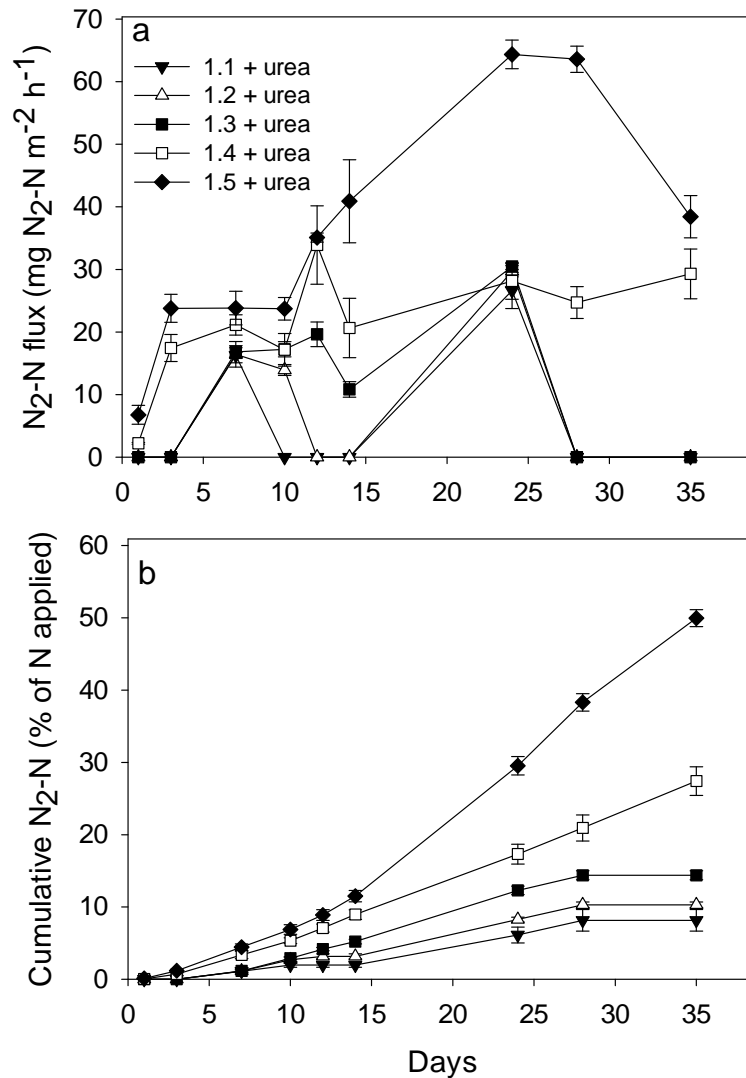 a
N2-N flux (mg N2-N m-2 h-1)
70
60
50
40
30
20
10
0
1.1 + urea
1.2 + urea
1.3 + urea
1.4 + urea
1.5 + urea
0 5 10 15 20 25 30 35
b
Cumulative N2-N (% of N applied)
60
50
40
30
20
10
0
0 5 10 15 20 25 30 35
Days